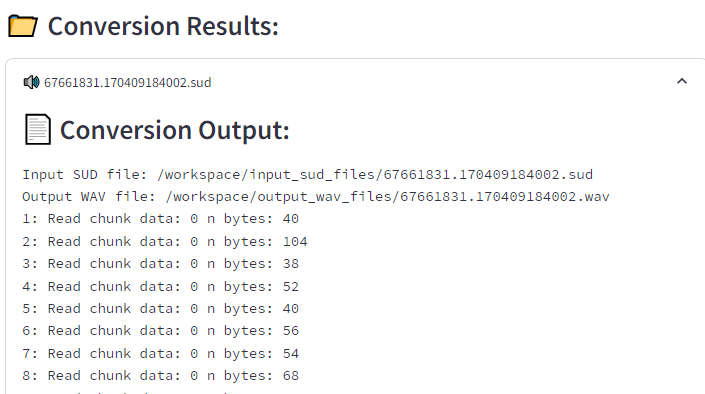 Conversion Results:
67661831.170409184002.sud
Conversion Output:
Input SUD file: /workspace/input_sud_files/67661831.170409184002.sud
Output WAV file: /workspace/output_wav_files/67661831.170409184002.wav
1: Read chunk data: 0 n bytes: 40
2: Read chunk data: 0 n bytes: 104
3: Read chunk data: 0 n bytes: 38
4: Read chunk data: 0 n bytes: 52
5: Read chunk data: 0 n bytes: 40
6: Read chunk data: 0 n bytes: 56
7: Read chunk data: 0 n bytes: 54
8: Read chunk data: 0 n bytes: 68